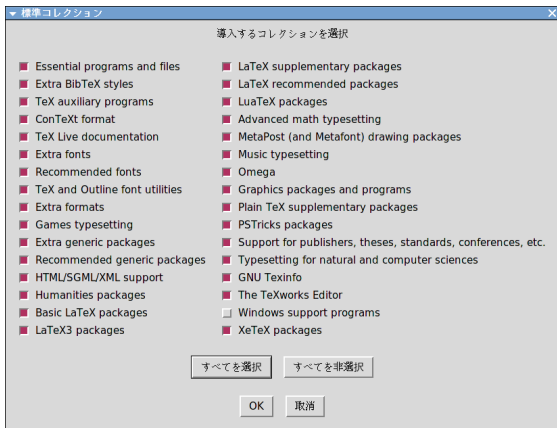 標準コレクション
導入するコレクションを選択
Essential programs and files
Extra BibTeX styles
TeX auxiliary programs
ConTeXt format
TeX Live documentation
Extra fonts
Recommended fonts
TeX and Outline font utilities
Extra formats
Games typesetting
Extra generic packages
Recommended generic packages
HTML/SGML/XML support
Humanities packages
Basic LaTeX packages
LaTeX3 packages
LaTeX supplementary packages
LaTeX recommended packages
LuaTeX packages
Advanced math typesetting
MetaPost (and Metafont) drawing packages
Music typesetting
Omega
Graphics packages and programs
Plain TeX supplementary packages
PSTricks packages
Support for publishers, theses, standards, conferences, etc.
Typesetting for natural and computer sciences
GNU Texinfo
The TeXworks Editor
Windows support programs
XeTeX packages
すべてを選択 すべてを非選択
OK 取消